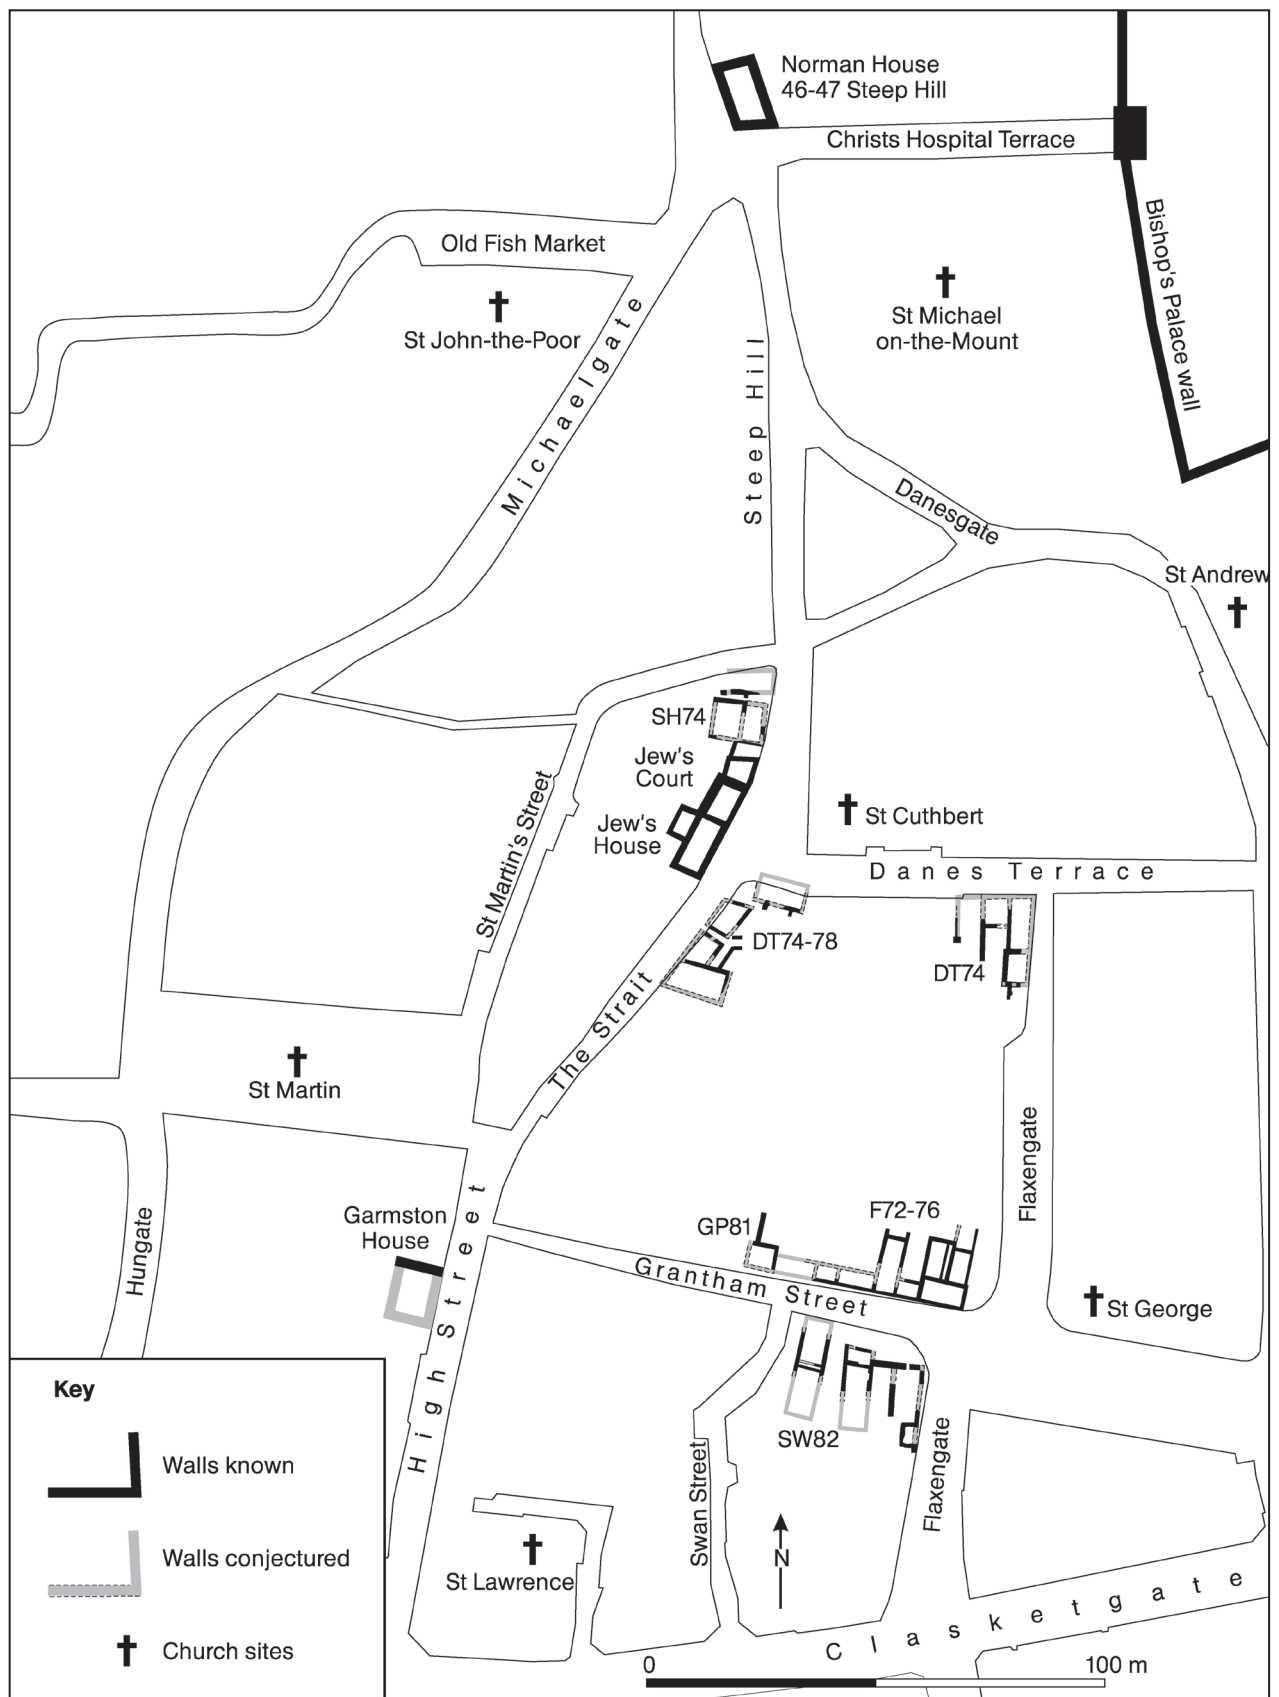 Norman House
46-47 Steep Hill
Christs Hospital Terrace
Bishop's Palace wall
Old Fish Market
St John-the-Poor
St Michael
on-the-Mount
Michaelgate
Steep Hill
Danesgate
St Andrew
SH74
Jew's
Court
Jew's
House
St Martin's Street
St Cuthbert
Danes Terrace
DT74-78
DT74
The Strait
St Martin
Flaxengate
Hungate
Garmston
House
High Street
GP81
F72-76
Grantham Street
St George
SW82
Swan Street
Flaxengate
St Lawrence
N
Clasketgate
0 100 m
Key
Walls known
Walls conjectured
Church sites